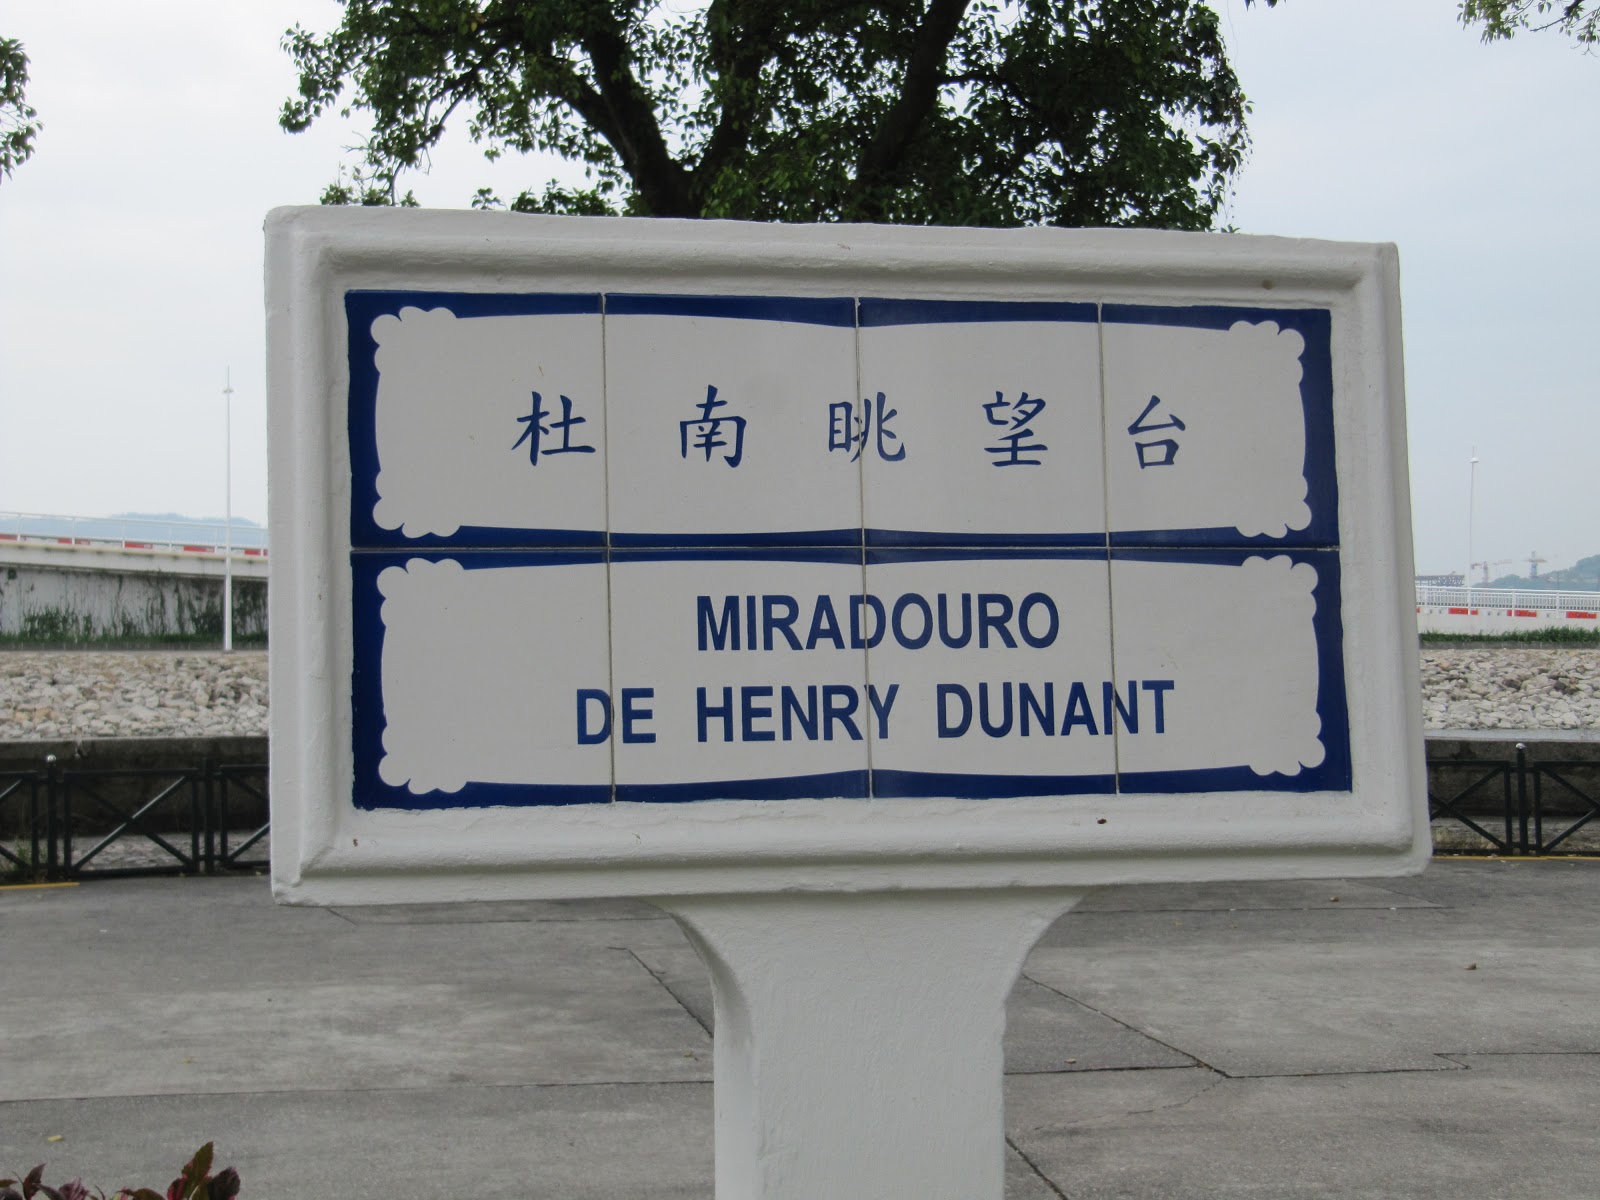 杜南眺望台
MIRADOURO
DE HENRY DUNANT